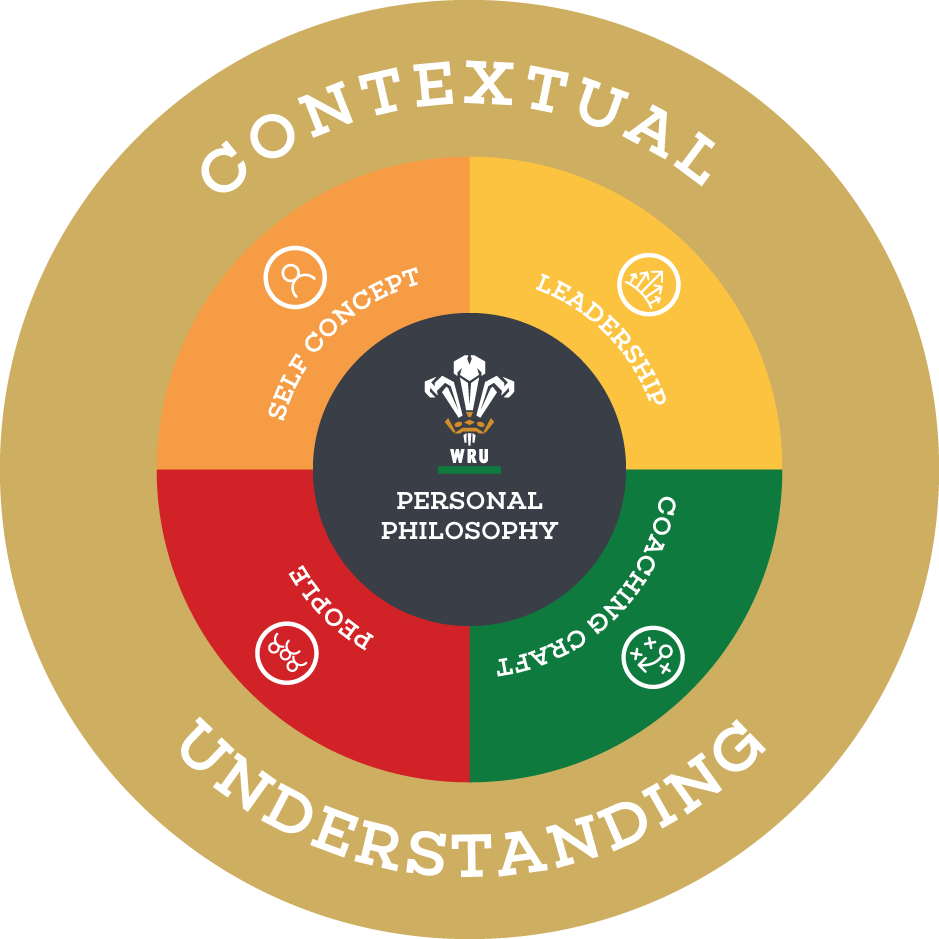 CONTEXTUAL
SELF CONCEPT
LEADERSHIP
WRU
PERSONAL
PHILOSOPHY
PEOPLE
COACHING CRAFT
UNDERSTANDING